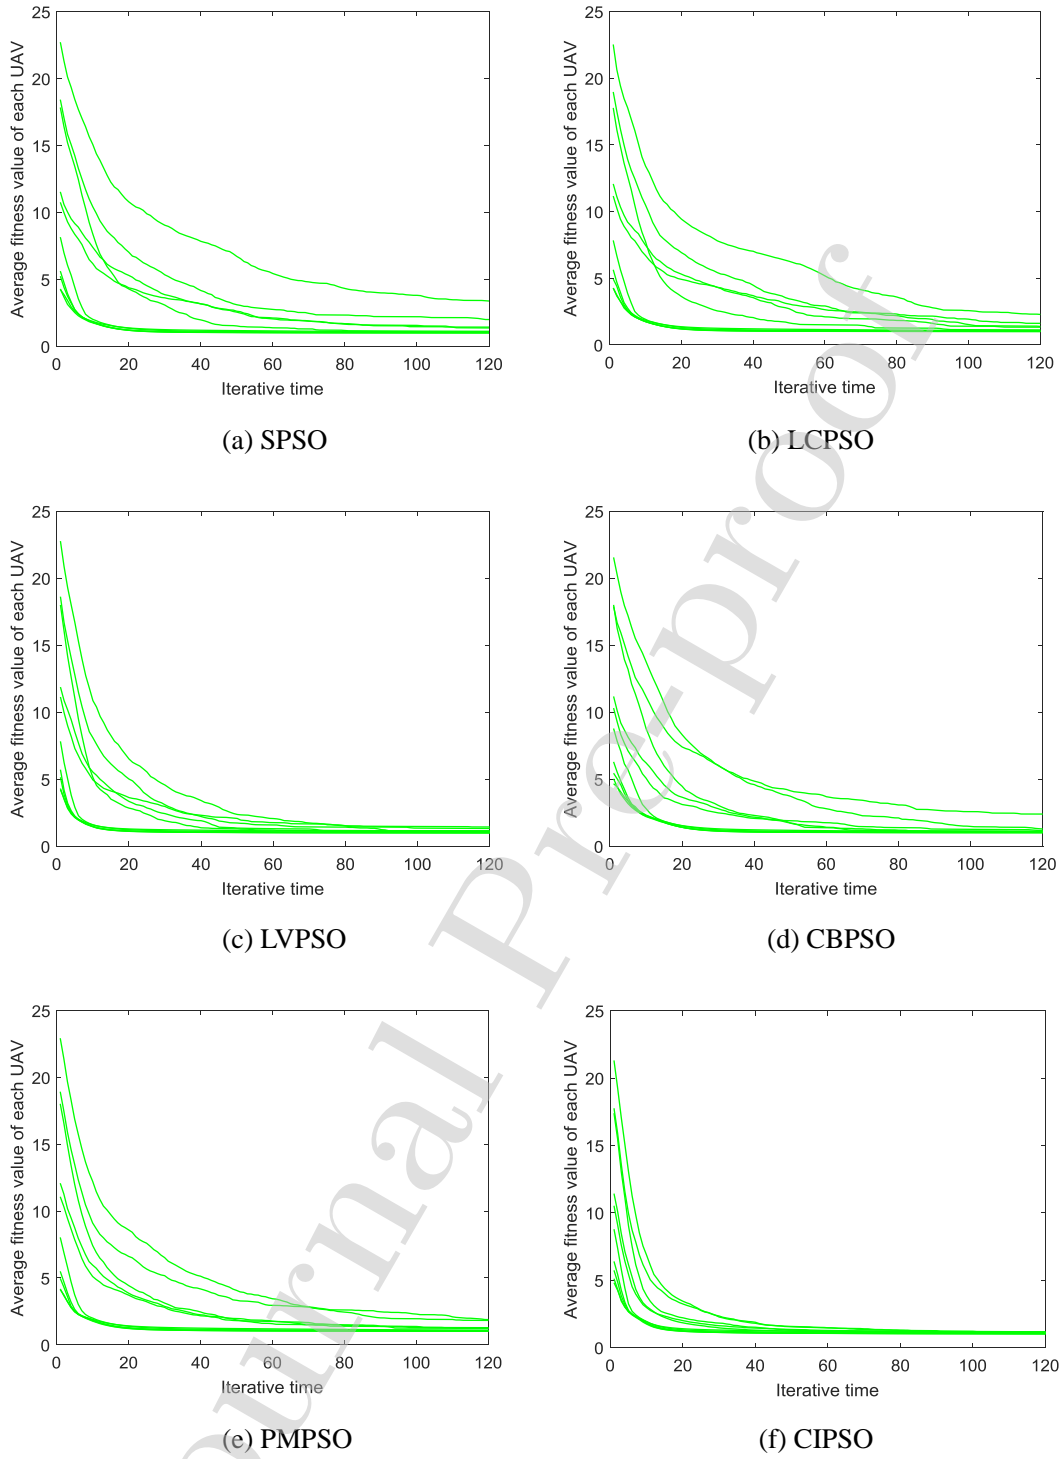 25
20
15
10
5
0
0 20 40 60 80 100 120
Average fitness value of each UAV
Iterative time
(a) SPSO
25
20
15
10
5
0
0 20 40 60 80 100 120
Average fitness value of each UAV
Iterative time
(b) LCPSO
25
20
15
10
5
0
0 20 40 60 80 100 120
Average fitness value of each UAV
Iterative time
(c) LVPSO
25
20
15
10
5
0
0 20 40 60 80 100 120
Average fitness value of each UAV
Iterative time
(d) CBPSO
25
20
15
10
5
0
0 20 40 60 80 100 120
Average fitness value of each UAV
Iterative time
(e) PMPSO
25
20
15
10
5
0
0 20 40 60 80 100 120
Average fitness value of each UAV
Iterative time
(f) CIPSO
ournal Pre-proof